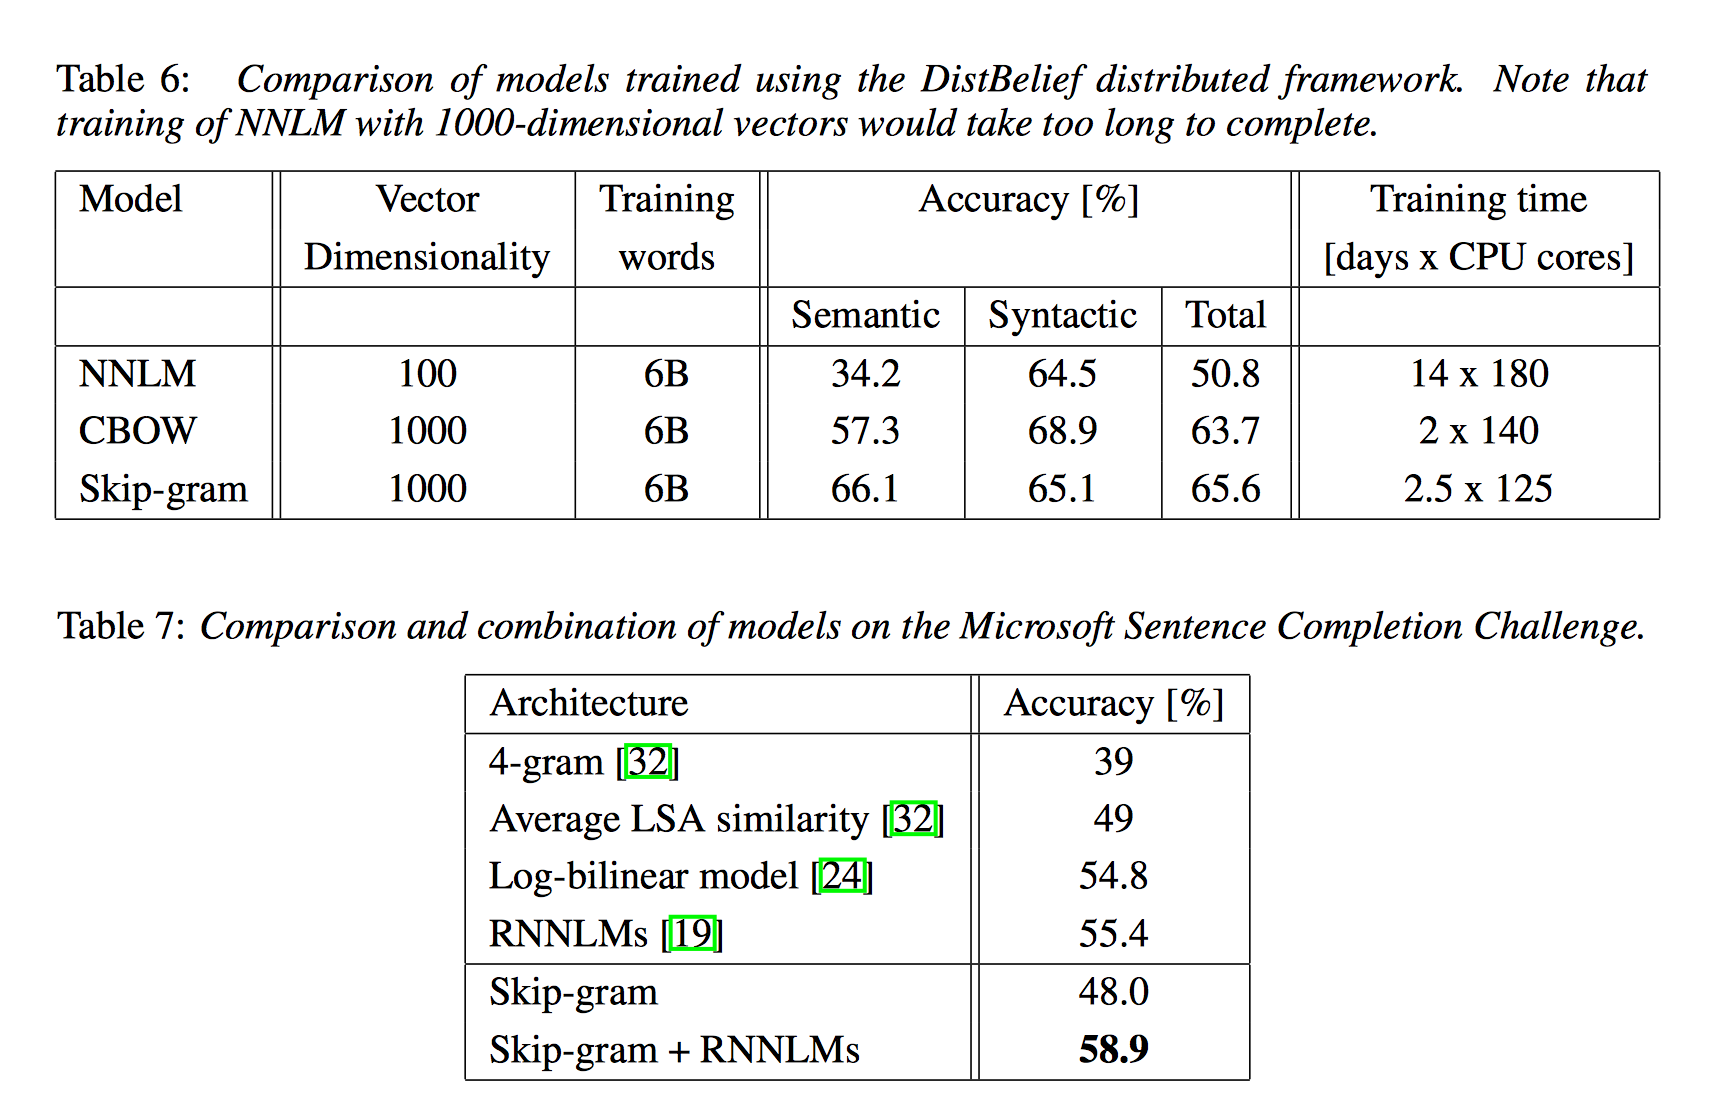 Table 6: Comparison of models trained using the DistBelief distributed framework. Note that
training of NNLM with 1000-dimensional vectors would take too long to complete.
Model Vector Training Accuracy [%] Training time
Dimensionality words [days x CPU cores]
Semantic Syntactic Total
NNLM 100 6B 34.2 64.5 50.8 14 x 180
CBOW 1000 6B 57.3 68.9 63.7 2 x 140
Skip-gram 1000 6B 66.1 65.1 65.6 2.5 x 125
Table 7: Comparison and combination of models on the Microsoft Sentence Completion Challenge.
Architecture Accuracy [%]
4-gram [32] 39
Average LSA similarity [32] 49
Log-bilinear model [24] 54.8
RNNLMs [19] 55.4
Skip-gram 48.0
Skip-gram + RNNLMs 58.9